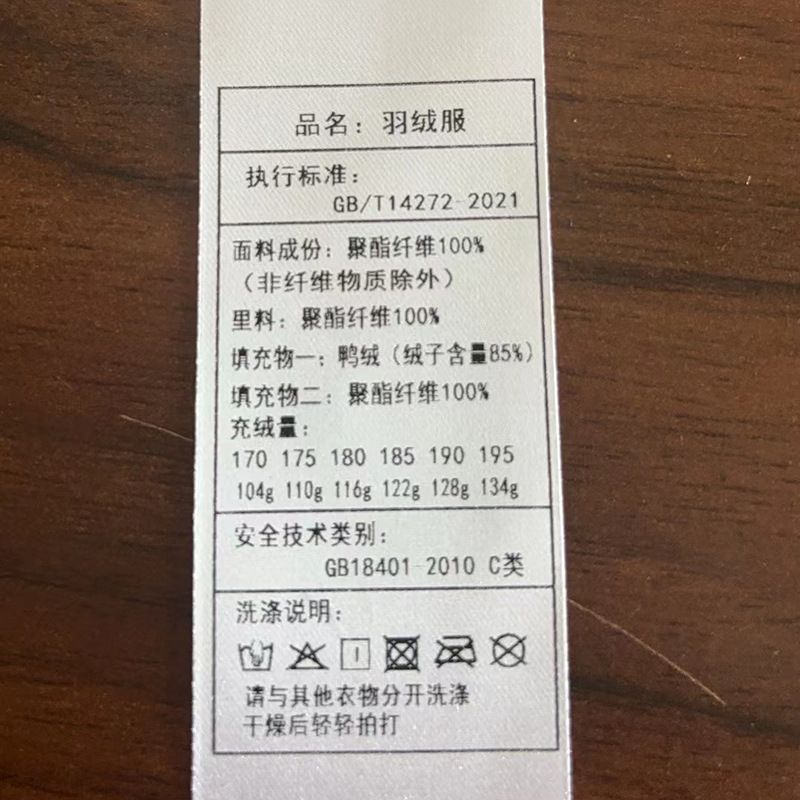 品名：羽绒服
执行标准：
GB/T14272-2021
面料成份：聚酯纤维100%
（非纤维物质除外）
里料：聚酯纤维100%
填充物一：鸭绒（绒子含量85%）
填充物二：聚酯纤维100%
充绒量：
170 175 180 185 190 195
104g 110g 116g 122g 128g 134g
安全技术类别：
GB18401-2010 C类
洗涤说明：
请与其他衣物分开洗涤
干燥后轻轻拍打